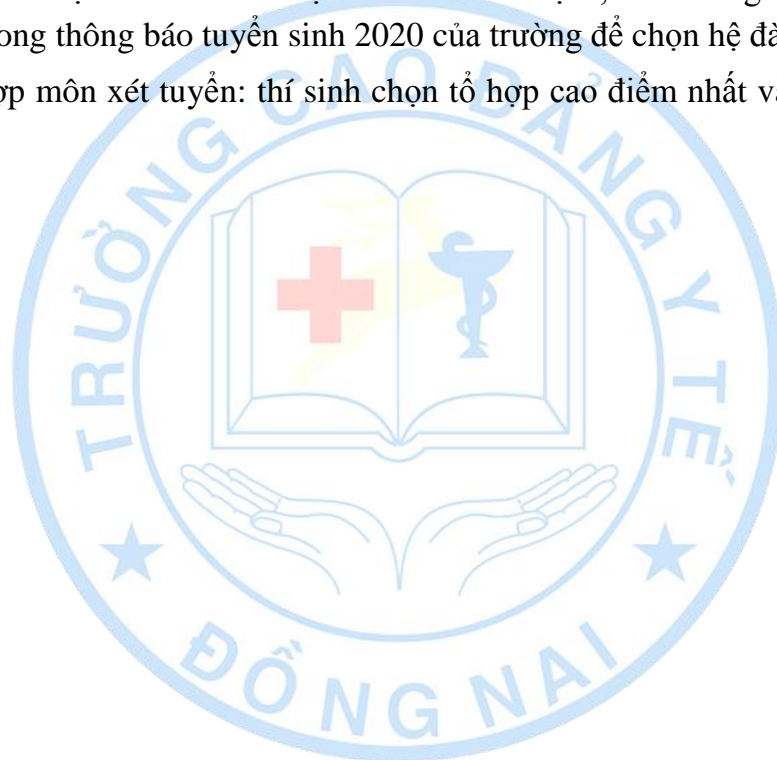 ong thông báo tuyển sinh 2020 của trường để chọn hệ đà
ợp môn xét tuyển: thí sinh chọn tổ hợp cao điểm nhất và
TRƯỜNG CAO ĐẲNG Y TẾ
ĐỒNG NAI